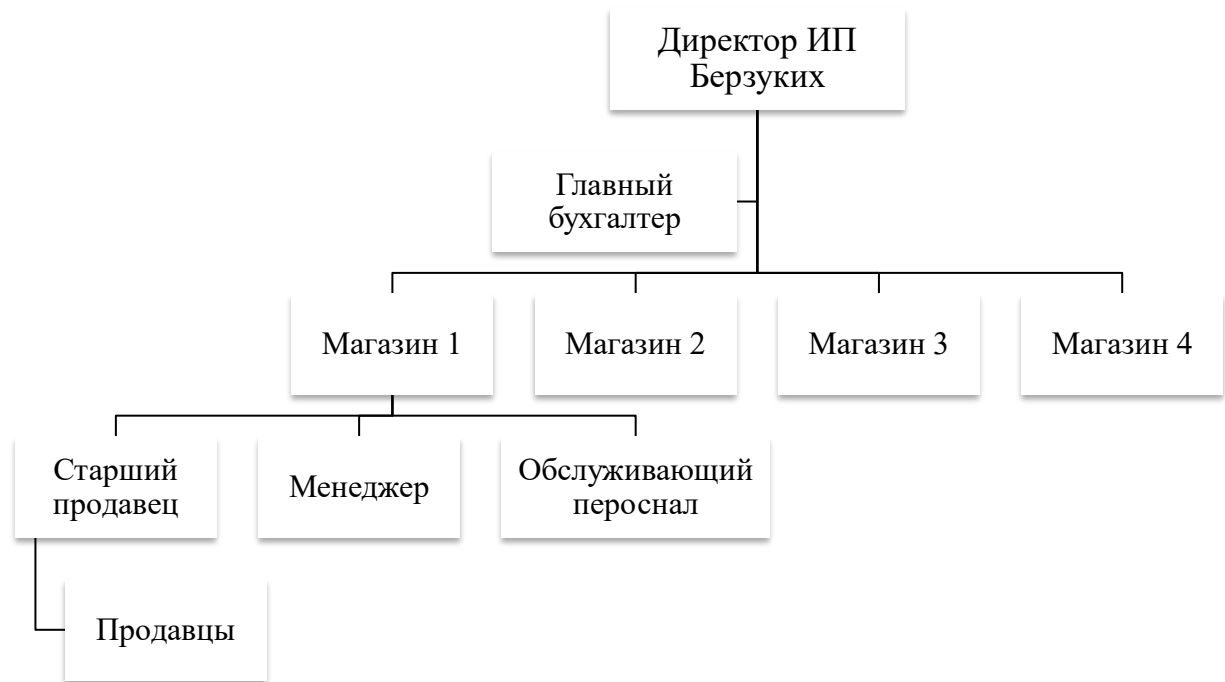 Директор ИП
Берзуких
Главный
бухгалтер
Магазин 1
Магазин 2
Магазин 3
Магазин 4
Старший
продавец
Менеджер
Обслуживающий
пероснал
Продавцы